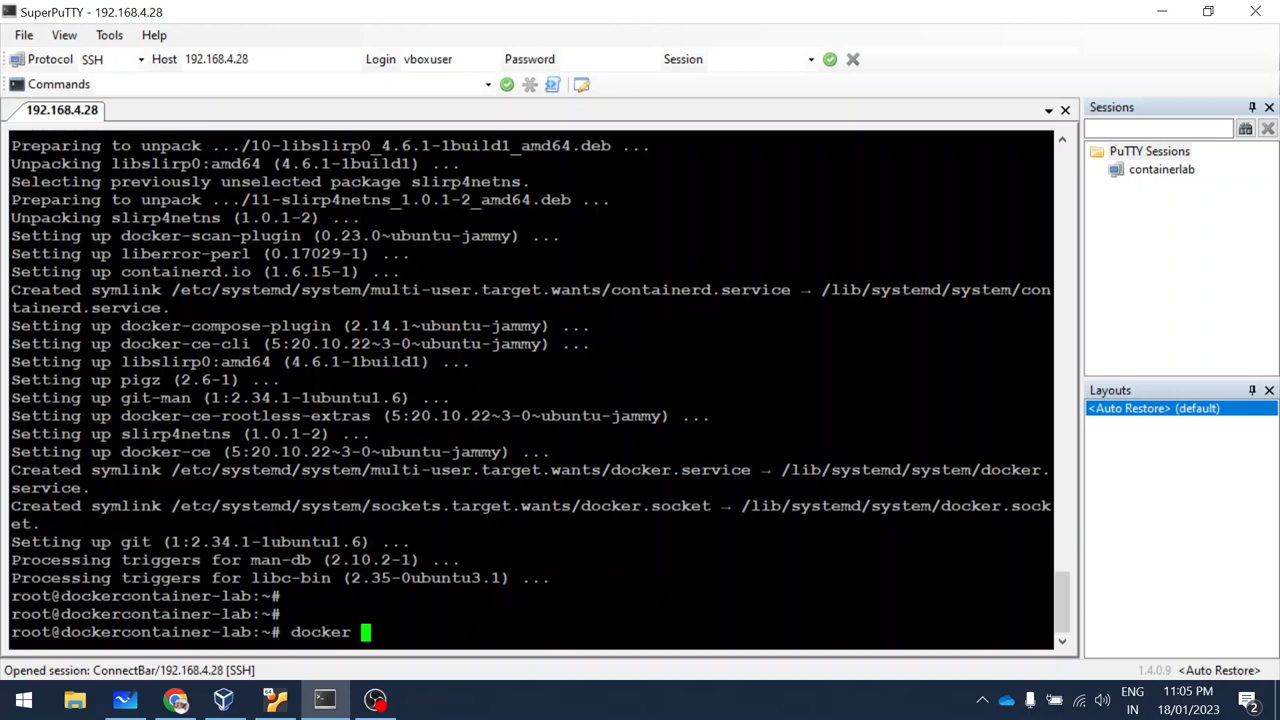 SuperPuTTY - 192.168.4.28
File View Tools Help
Protocol SSH Host 192.168.4.28 Login vboxuser Password Session
Commands
192.168.4.28
Preparing to unpack .../10-libslirp0_4.6.1-1build1_amd64.deb ...
Unpacking libslirp0:amd64 (4.6.1-1build1) ...
Selecting previously unselected package slirp4netns.
Preparing to unpack .../11-slirp4netns_1.0.1-2_amd64.deb ...
Unpacking slirp4netns (1.0.1-2) ...
Setting up docker-scan-plugin (0.23.0~ubuntu-jammy) ...
Setting up liberror-perl (0.17029-1) ...
Setting up containerd.io (1.6.15-1) ...
Created symlink /etc/systemd/system/multi-user.target.wants/containerd.service → /lib/systemd/system/con
tainerd.service.
Setting up docker-compose-plugin (2.14.1~ubuntu-jammy) ...
Setting up docker-ce-cli (5:20.10.22~3-0~ubuntu-jammy) ...
Setting up libslirp0:amd64 (4.6.1-1build1) ...
Setting up pigz (2.6-1) ...
Setting up git-man (1:2.34.1-1ubuntu1.6) ...
Setting up docker-ce-rootless-extras (5:20.10.22~3-0~ubuntu-jammy) ...
Setting up slirp4netns (1.0.1-2) ...
Setting up docker-ce (5:20.10.22~3-0~ubuntu-jammy) ...
Created symlink /etc/systemd/system/multi-user.target.wants/docker.service → /lib/systemd/system/docker.
service.
Created symlink /etc/systemd/system/sockets.target.wants/docker.socket → /lib/systemd/system/docker.sock
et.
Setting up git (1:2.34.1-1ubuntu1.6) ...
Processing triggers for man-db (2.10.2-1) ...
Processing triggers for libc-bin (2.35-0ubuntu3.1) ...
root@dockercontainer-lab:~#
root@dockercontainer-lab:~#
root@dockercontainer-lab:~# docker
Sessions
PuTTY Sessions
containerlab
Layouts
<Auto Restore> (default)
Opened session: ConnectBar/192.168.4.28 [SSH]
1.4.0.9 <Auto Restore>
ENG
IN
11:05 PM
18/01/2023
2